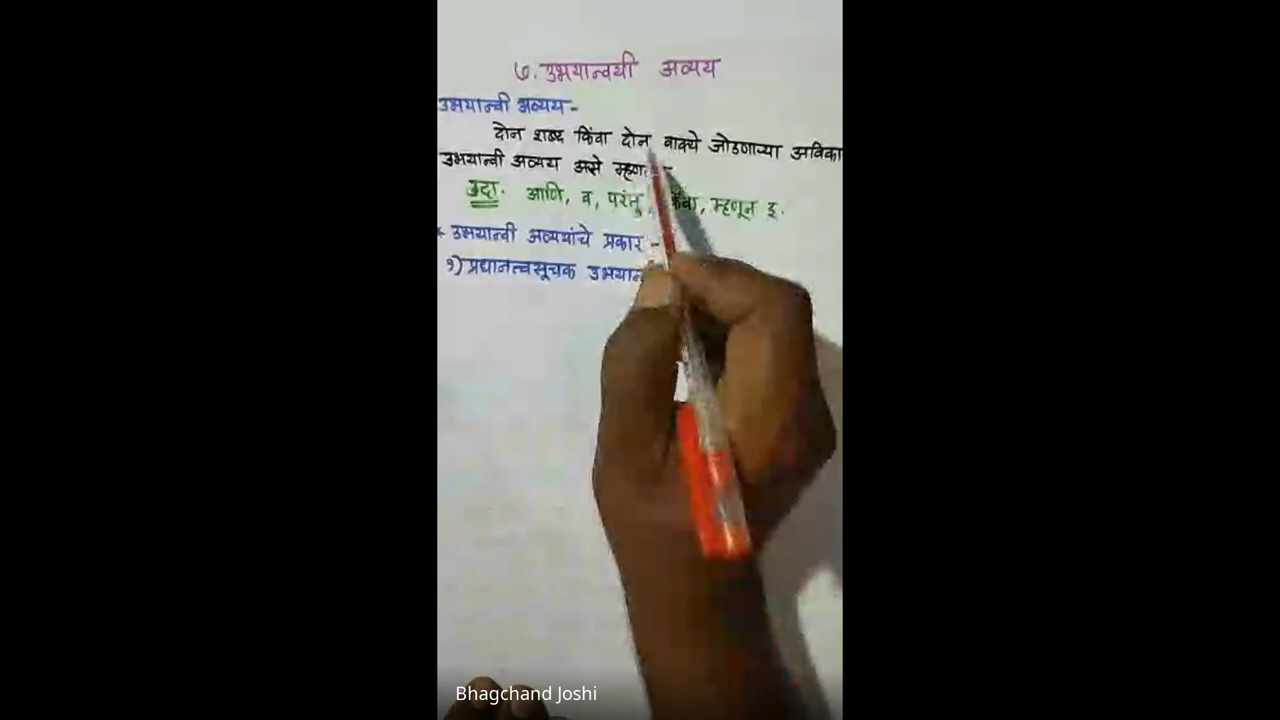 ७. उभयान्वयी अव्यय
उभयान्वी अव्यय -
दोन शब्द किंवा दोन वाक्ये जोडणाऱ्या
उभयान्वी अव्यय असे
उदा. आणि, व, परंतु, म्हणून इ.
* उभयान्वी अव्ययांचे प्रकार -
१) प्रधानत्वसूचक
Bhagchand Joshi